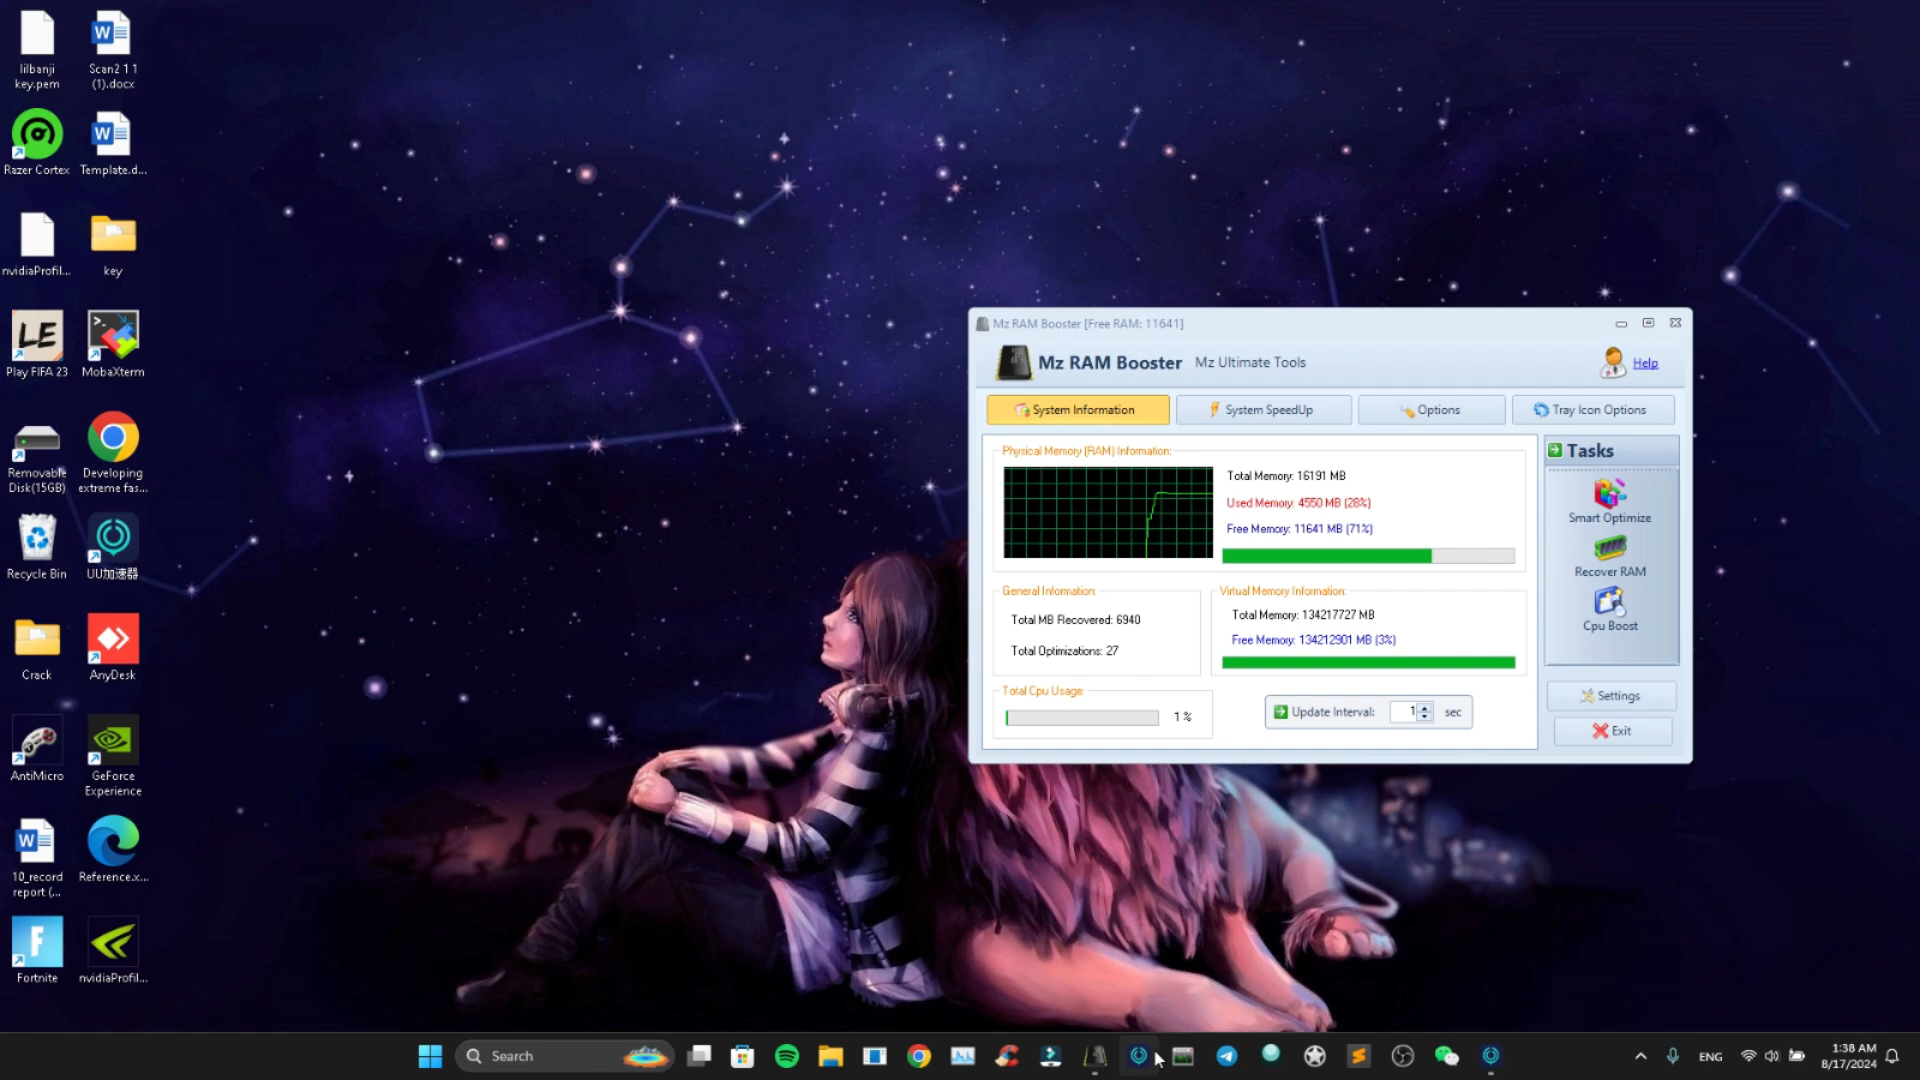 lilbanji
key.pem
Scan2 1 1
(1).docx
Razer Cortex
Template.d...
nvidiaProfil...
key
LE
Play FIFA 23
MobaXterm
Removable
Disk(15GB)
Developing
extreme fas...
Recycle Bin
UU加速器
Crack
AnyDesk
AntiMicro
GeForce
Experience
10_record
report (...
Reference.x...
Fortnite
nvidiaProfil...
Mz RAM Booster [Free RAM: 11641]
Mz RAM Booster Mz Ultimate Tools
Help
System Information
System SpeedUp
Options
Tray Icon Options
Physical Memory (RAM) Information:
Total Memory: 16191 MB
Used Memory: 4550 MB (28%)
Free Memory: 11641 MB (71%)
General Information:
Total MB Recovered: 6940
Total Optimizations: 27
Virtual Memory Information:
Total Memory: 134217727 MB
Free Memory: 134212901 MB (3%)
Total Cpu Usage:
1 %
Update Interval: 1 sec
Tasks
Smart Optimize
Recover RAM
Cpu Boost
Settings
Exit
Search
ENG
1:38 AM
8/17/2024